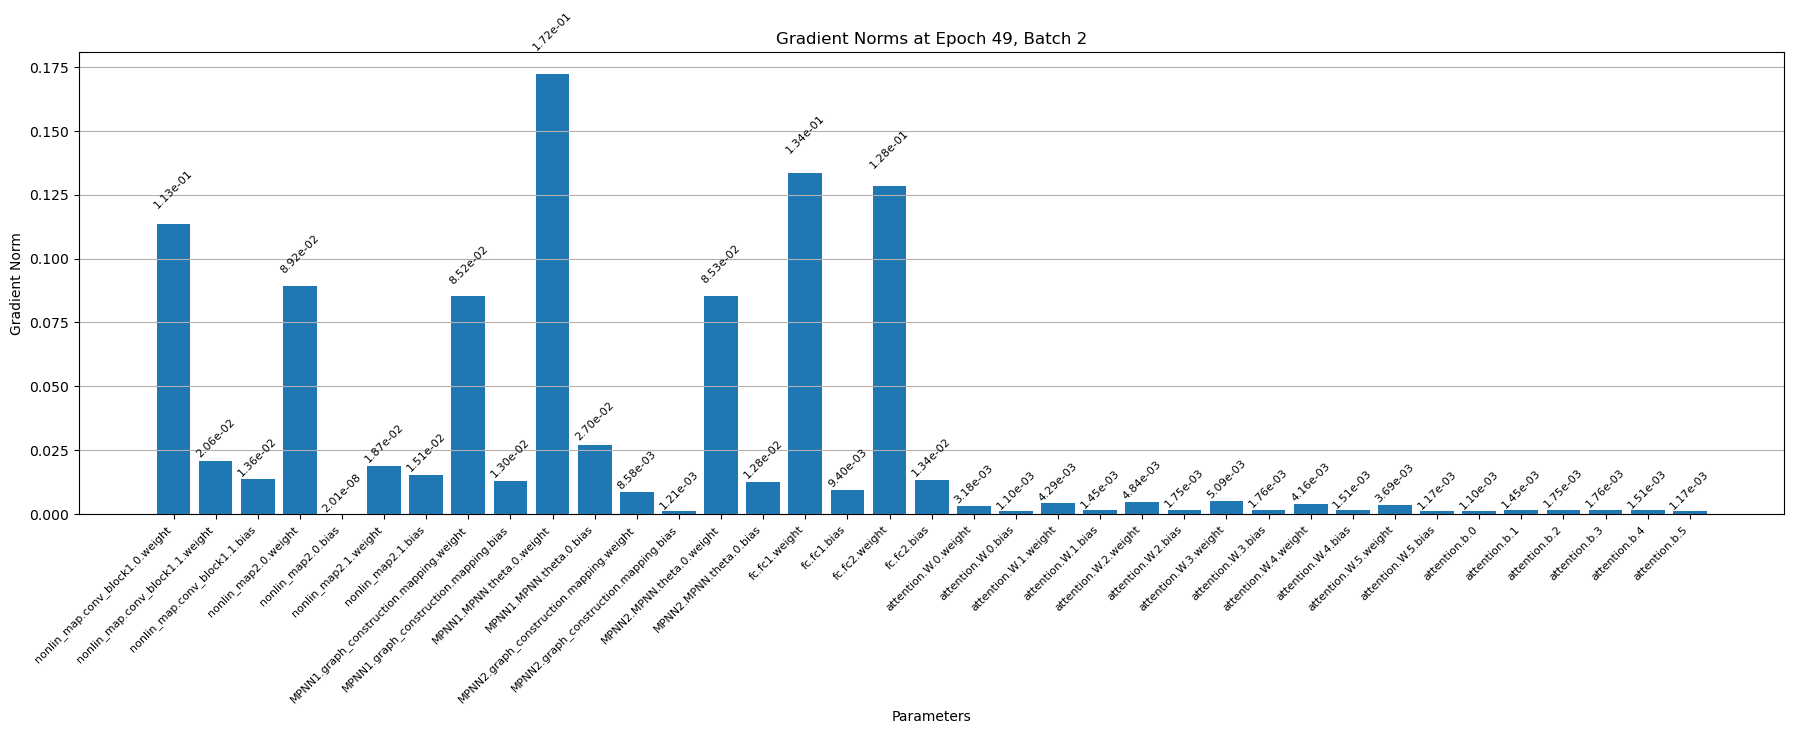 Gradient Norms at Epoch 49, Batch 2
Gradient Norm
0.175
0.150
0.125
0.100
0.075
0.050
0.025
0.000
1.13e-01
2.06e-02
1.36e-02
8.92e-02
2.01e-08
1.87e-02
1.51e-02
8.52e-02
1.30e-02
1.72e-01
2.70e-02
8.58e-03
1.21e-03
8.53e-02
1.28e-02
1.34e-01
9.40e-03
1.28e-01
1.34e-02
3.18e-03
1.10e-03
4.29e-03
1.45e-03
4.84e-03
1.75e-03
5.09e-03
1.76e-03
4.16e-03
1.51e-03
3.69e-03
1.17e-03
1.10e-03
1.45e-03
1.75e-03
1.76e-03
1.51e-03
1.17e-03
nonlin_map.conv_block1.0.weight
nonlin_map.conv_block1.1.weight
nonlin_map.conv_block1.1.bias
nonlin_map2.0.weight
nonlin_map2.0.bias
nonlin_map2.1.weight
nonlin_map2.1.bias
MPNN1.graph_construction.mapping.weight
MPNN1.graph_construction.mapping.bias
MPNN1.MPNN.theta.0.weight
MPNN1.MPNN.theta.0.bias
MPNN2.graph_construction.mapping.weight
MPNN2.graph_construction.mapping.bias
MPNN2.MPNN.theta.0.weight
MPNN2.MPNN.theta.0.bias
fc.fc1.weight
fc.fc1.bias
fc.fc2.weight
fc.fc2.bias
attention.W.0.weight
attention.W.0.bias
attention.W.1.weight
attention.W.1.bias
attention.W.2.weight
attention.W.2.bias
attention.W.3.weight
attention.W.3.bias
attention.W.4.weight
attention.W.4.bias
attention.W.5.weight
attention.W.5.bias
attention.b.0
attention.b.1
attention.b.2
attention.b.3
attention.b.4
attention.b.5
Parameters